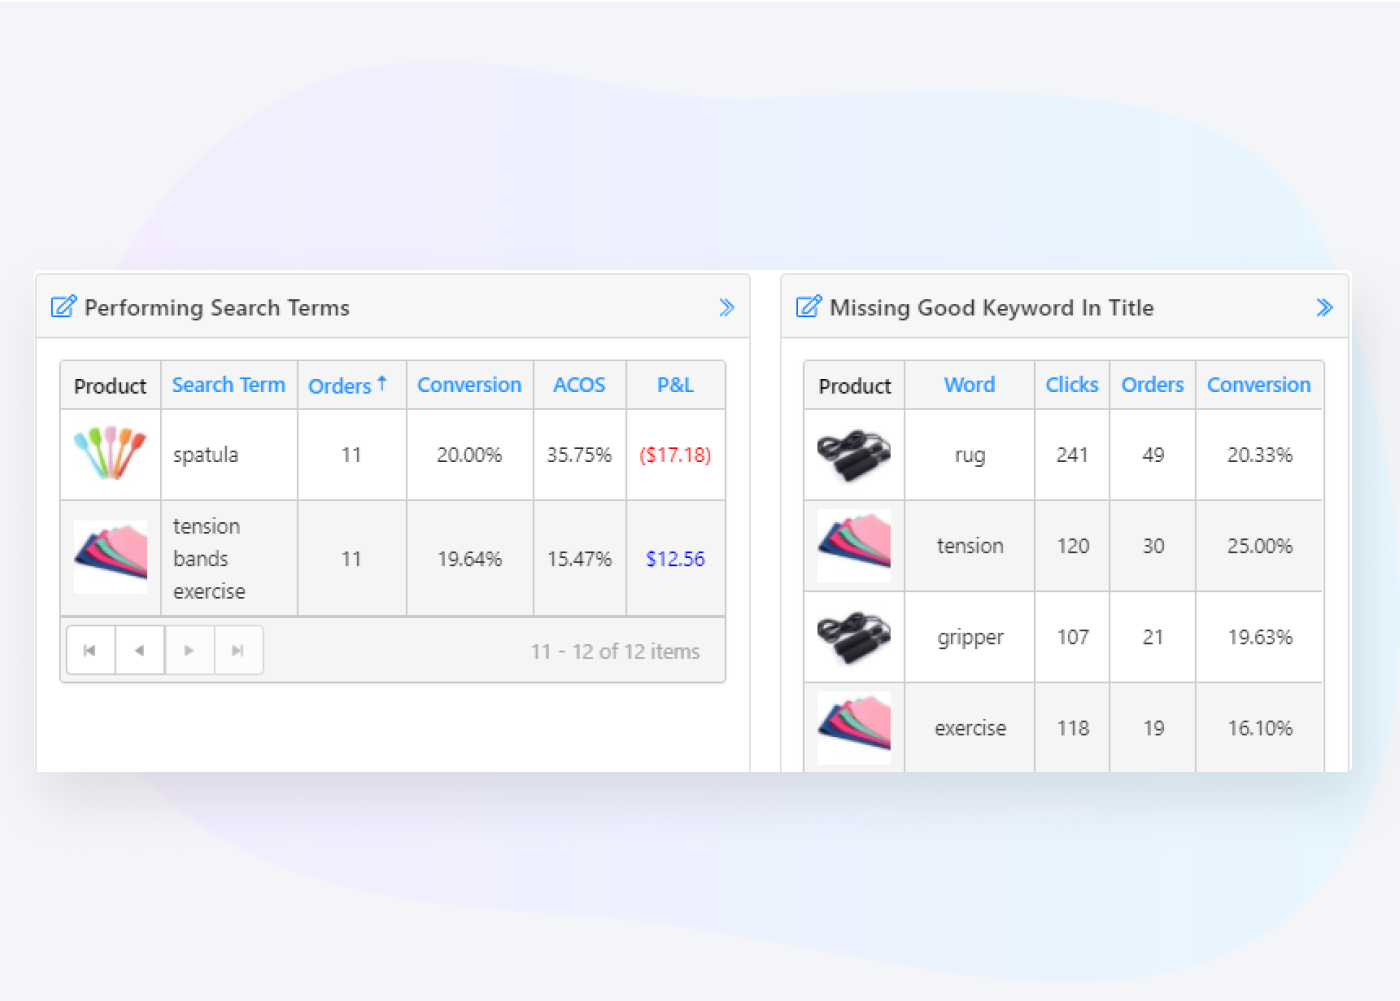 Performing Search Terms
Product Search Term Orders ↑ Conversion ACOS P&L
spatula 11 20.00% 35.75% ($17.18)
tension
bands
exercise
11 19.64% 15.47% $12.56
11 - 12 of 12 items
Missing Good Keyword In Title
Product Word Clicks Orders Conversion
rug 241 49 20.33%
tension 120 30 25.00%
gripper 107 21 19.63%
exercise 118 19 16.10%